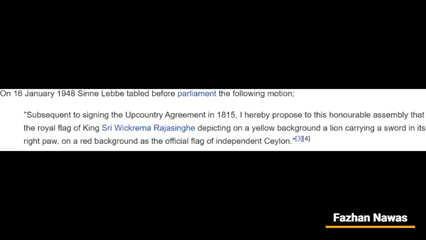 On 16 January 1948 Sinne Lebbe tabled before parliament the following motion;
"Subsequent to signing the Upcountry Agreement in 1815, I hereby propose to this honourable assembly that
the royal flag of King Sri Wickrema Rajasinghe depicting on a yellow background a lion carrying a sword in its
right paw, on a red background as the official flag of independent Ceylon."[3][4]
Fazhan Nawas